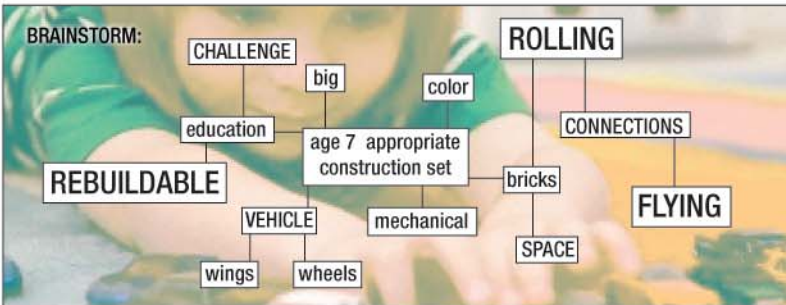 BRAINSTORM:
ROLLING
CHALLENGE
big
color
education
age 7 appropriate
construction set
CONNECTIONS
REBUILDABLE
bricks
FLYING
VEHICLE
mechanical
SPACE
wings
wheels